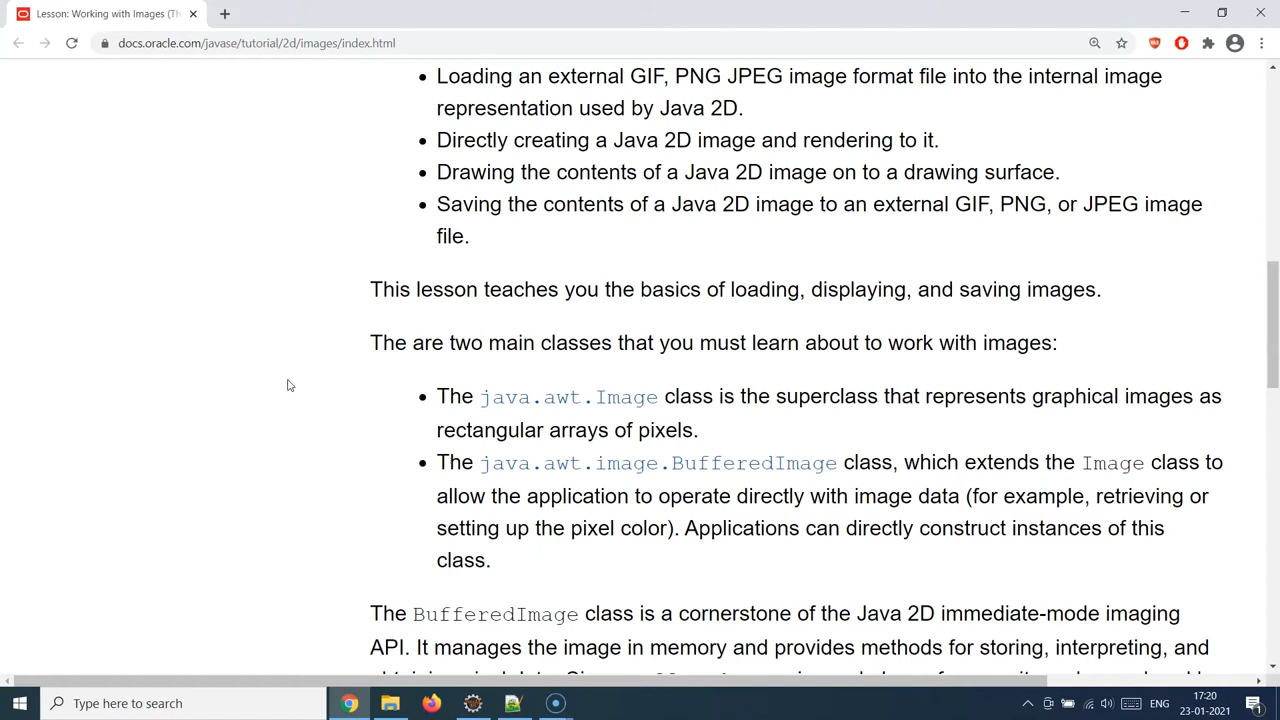 Lesson: Working with Images (Th
docs.oracle.com/javase/tutorial/2d/images/index.html
• Loading an external GIF, PNG JPEG image format file into the internal image
representation used by Java 2D.
• Directly creating a Java 2D image and rendering to it.
• Drawing the contents of a Java 2D image on to a drawing surface.
• Saving the contents of a Java 2D image to an external GIF, PNG, or JPEG image
file.
This lesson teaches you the basics of loading, displaying, and saving images.
The are two main classes that you must learn about to work with images:
• The java.awt.Image class is the superclass that represents graphical images as
rectangular arrays of pixels.
• The java.awt.image.BufferedImage class, which extends the Image class to
allow the application to operate directly with image data (for example, retrieving or
setting up the pixel color). Applications can directly construct instances of this
class.
The BufferedImage class is a cornerstone of the Java 2D immediate-mode imaging
API. It manages the image in memory and provides methods for storing, interpreting, and
Type here to search
ENG
17:20
23-01-2021
1